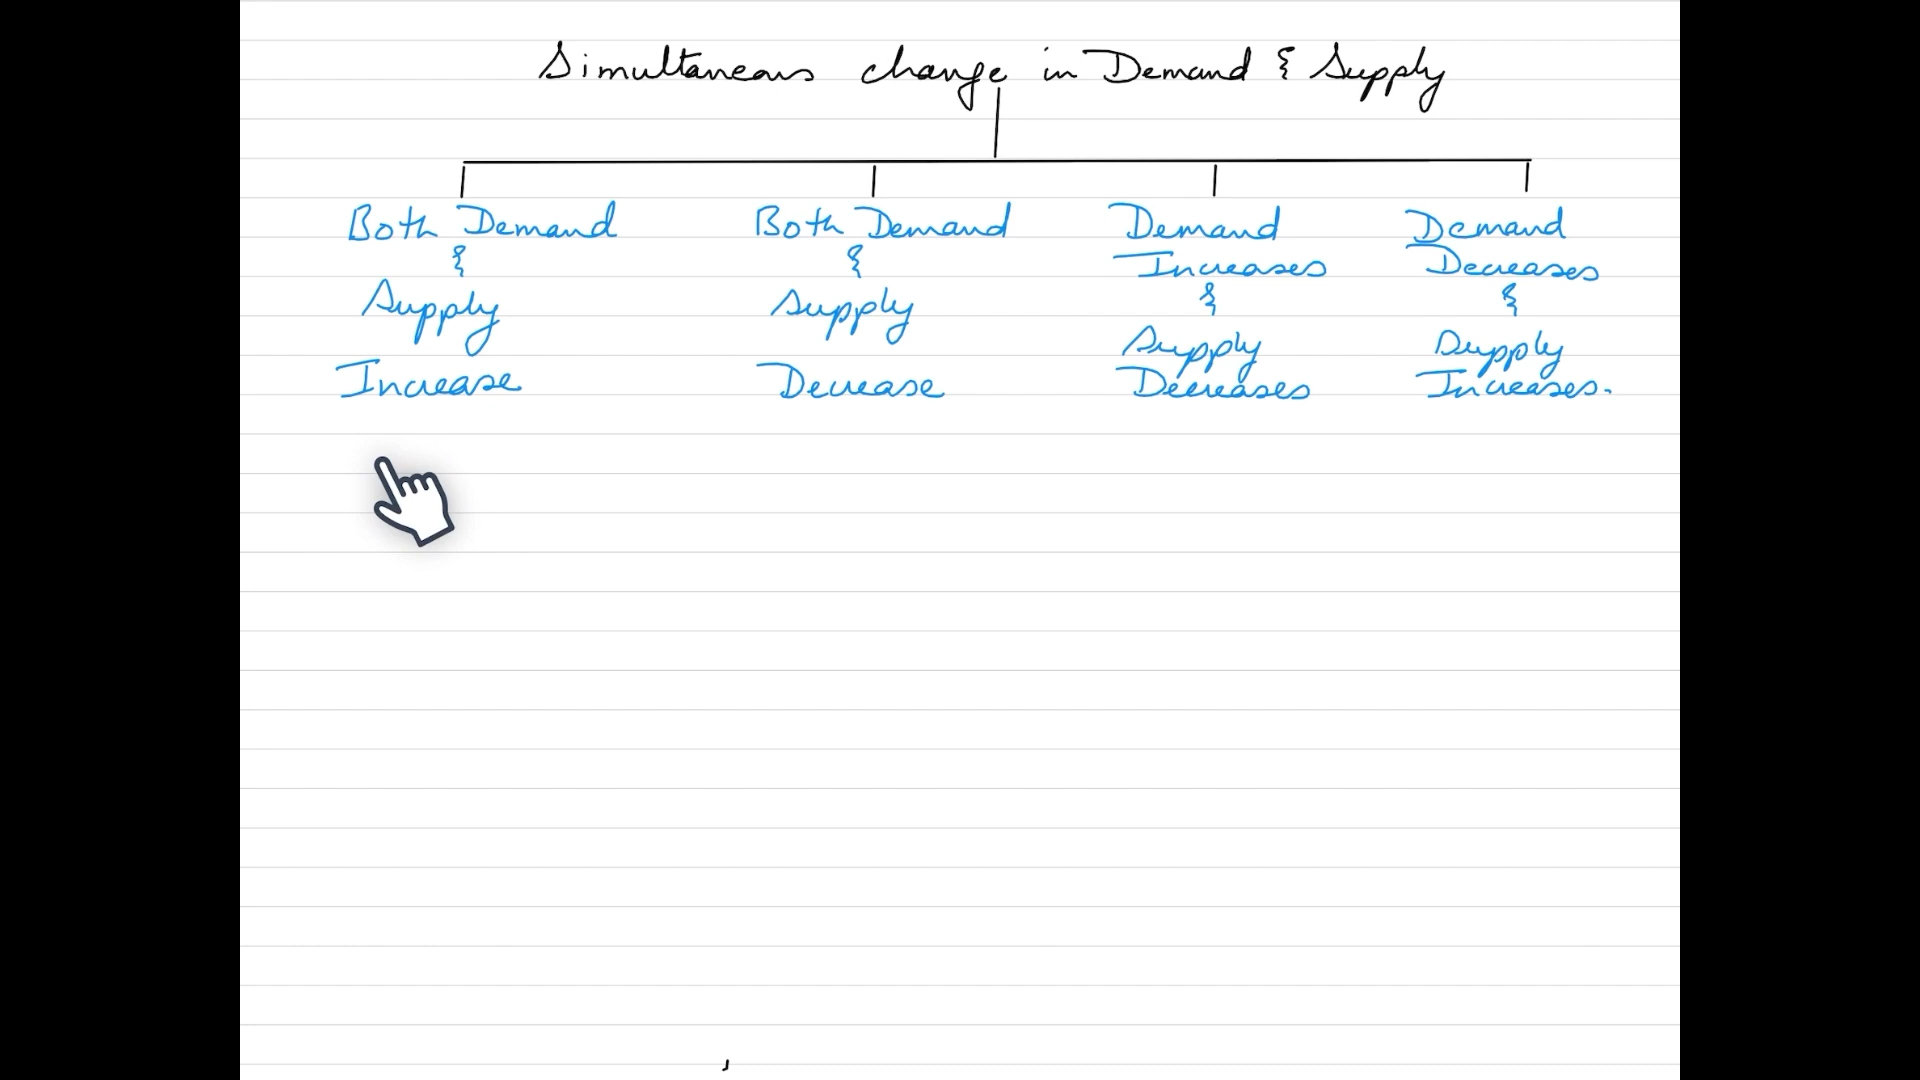 Simultaneous change in Demand & Supply
Both Demand
&
Supply
Increase
Both Demand
&
Supply
Decrease
Demand
Increases
&
Supply
Decreases
Demand
Decreases
&
Supply
Increases.